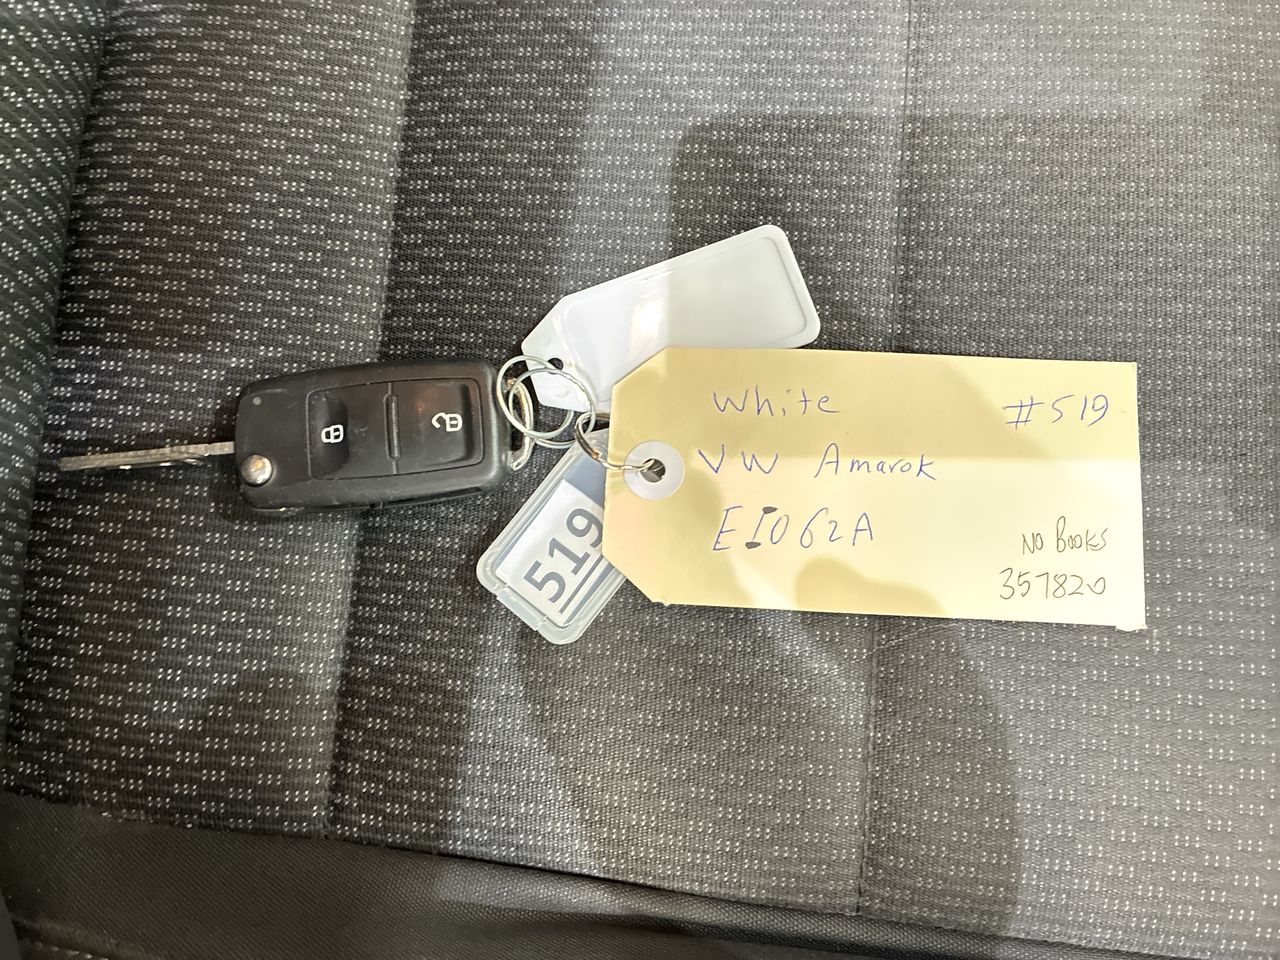 White #519
VW Amarok
EI062A
No Books
357820
519